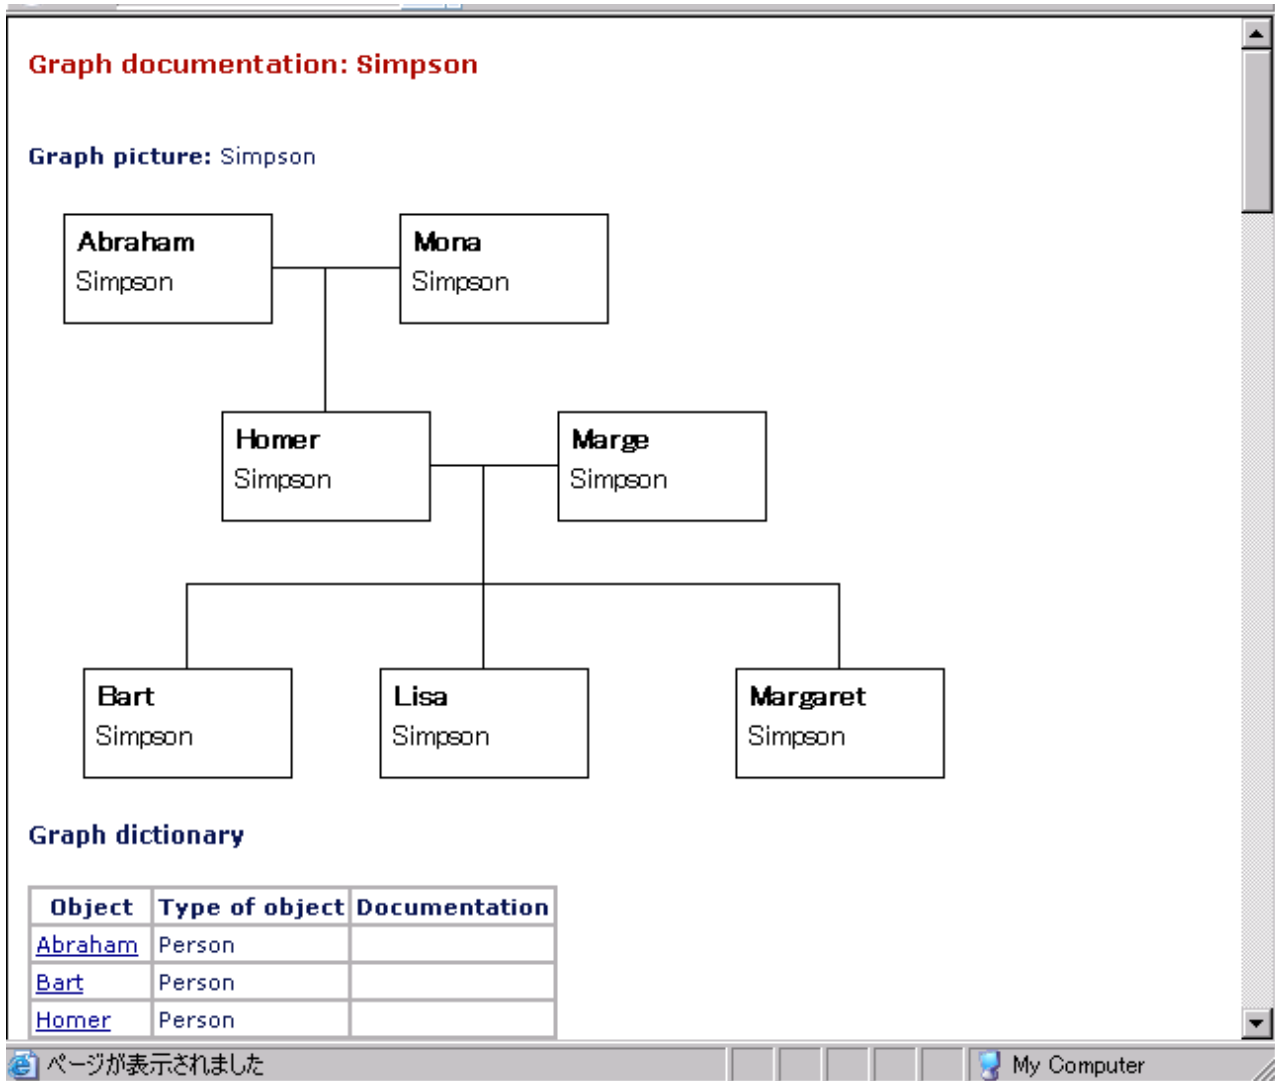 Graph documentation: Simpson
Graph picture: Simpson
Abraham Mona
Simpson Simpson
Homer Marge
Simpson Simpson
Bart Lisa Margaret
Simpson Simpson Simpson
Graph dictionary
Object Type of object Documentation
Abraham Person
Bart Person
Homer Person
ページが表示されました My Computer